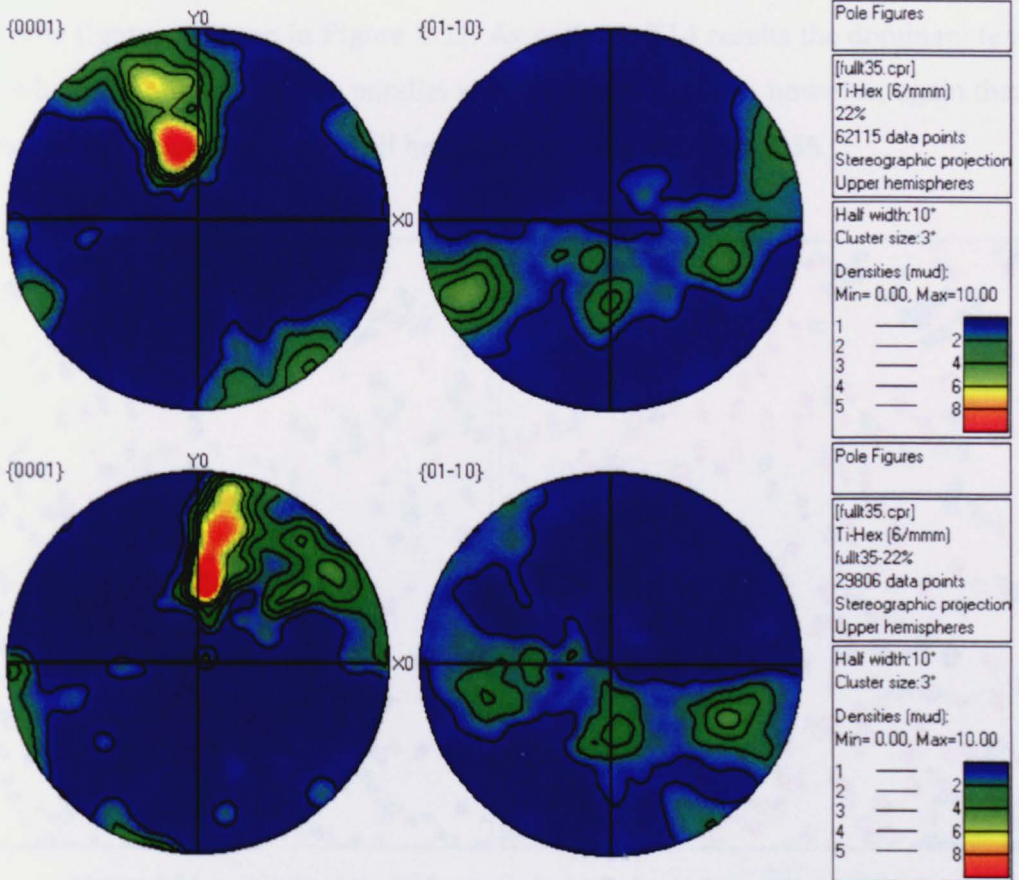 {0001}
Y0
X0
{01-10}
Pole Figures
[fullt35.cpr]
Ti-Hex (6/mmm)
22%
62115 data points
Stereographic projection
Upper hemispheres
Half width:10°
Cluster size:3°
Densities (mud):
Min= 0.00, Max=10.00
1
2
3
4
5
2
4
6
8
{0001}
Y0
X0
{01-10}
Pole Figures
[fullt35.cpr]
Ti-Hex (6/mmm)
fullt35-22%
29806 data points
Stereographic projection
Upper hemispheres
Half width:10°
Cluster size:3°
Densities (mud):
Min= 0.00, Max=10.00
1
2
3
4
5
2
4
6
8